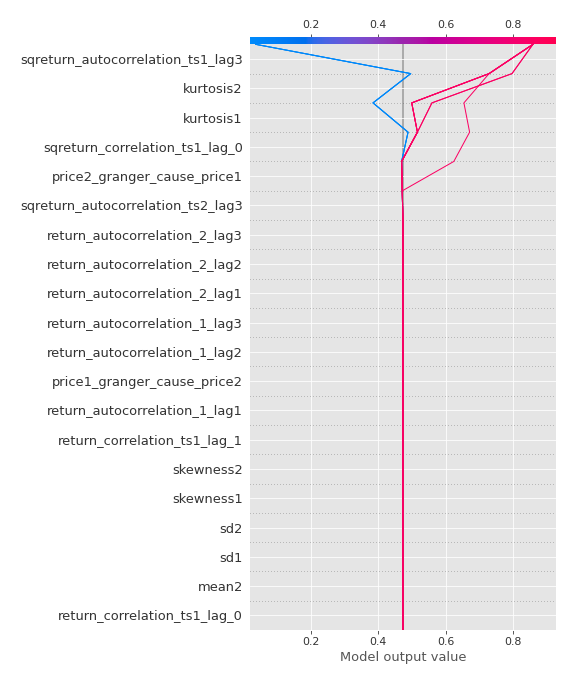 0.2 0.4 0.6 0.8
sqreturn_autocorrelation_ts1_lag3
kurtosis2
kurtosis1
sqreturn_correlation_ts1_lag_0
price2_granger_cause_price1
sqreturn_autocorrelation_ts2_lag3
return_autocorrelation_2_lag3
return_autocorrelation_2_lag2
return_autocorrelation_2_lag1
return_autocorrelation_1_lag3
return_autocorrelation_1_lag2
price1_granger_cause_price2
return_autocorrelation_1_lag1
return_correlation_ts1_lag_1
skewness2
skewness1
sd2
sd1
mean2
return_correlation_ts1_lag_0
0.2 0.4 0.6 0.8
Model output value